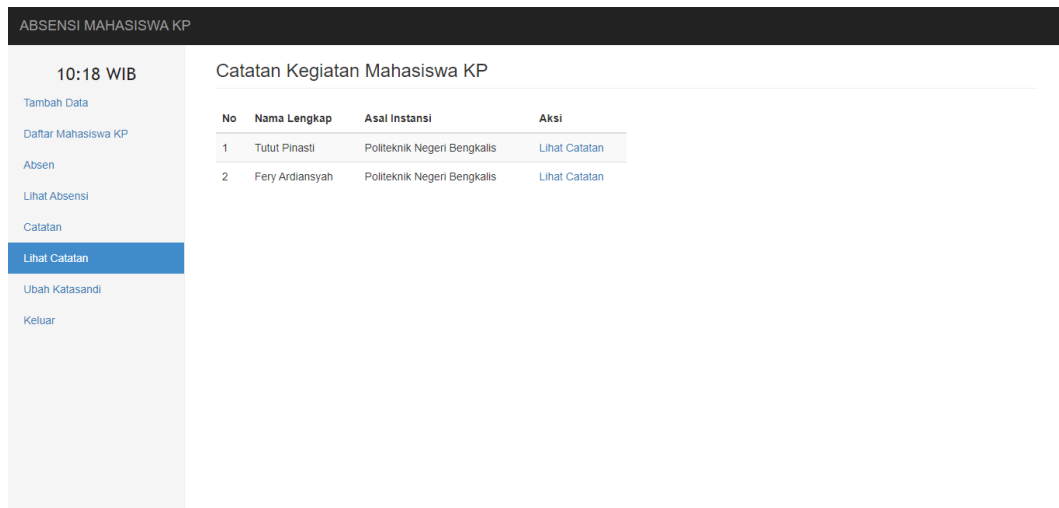 ABSENSI MAHASISWA KP
10:18 WIB
Tambah Data
Daftar Mahasiswa KP
Absen
Lihat Absensi
Catatan
Lihat Catatan
Ubah Katasandi
Keluar
Catatan Kegiatan Mahasiswa KP
No Nama Lengkap Asal Instansi Aksi
1 Tutut Pinasti Politeknik Negeri Bengkalis Lihat Catatan
2 Fery Ardiansyah Politeknik Negeri Bengkalis Lihat Catatan